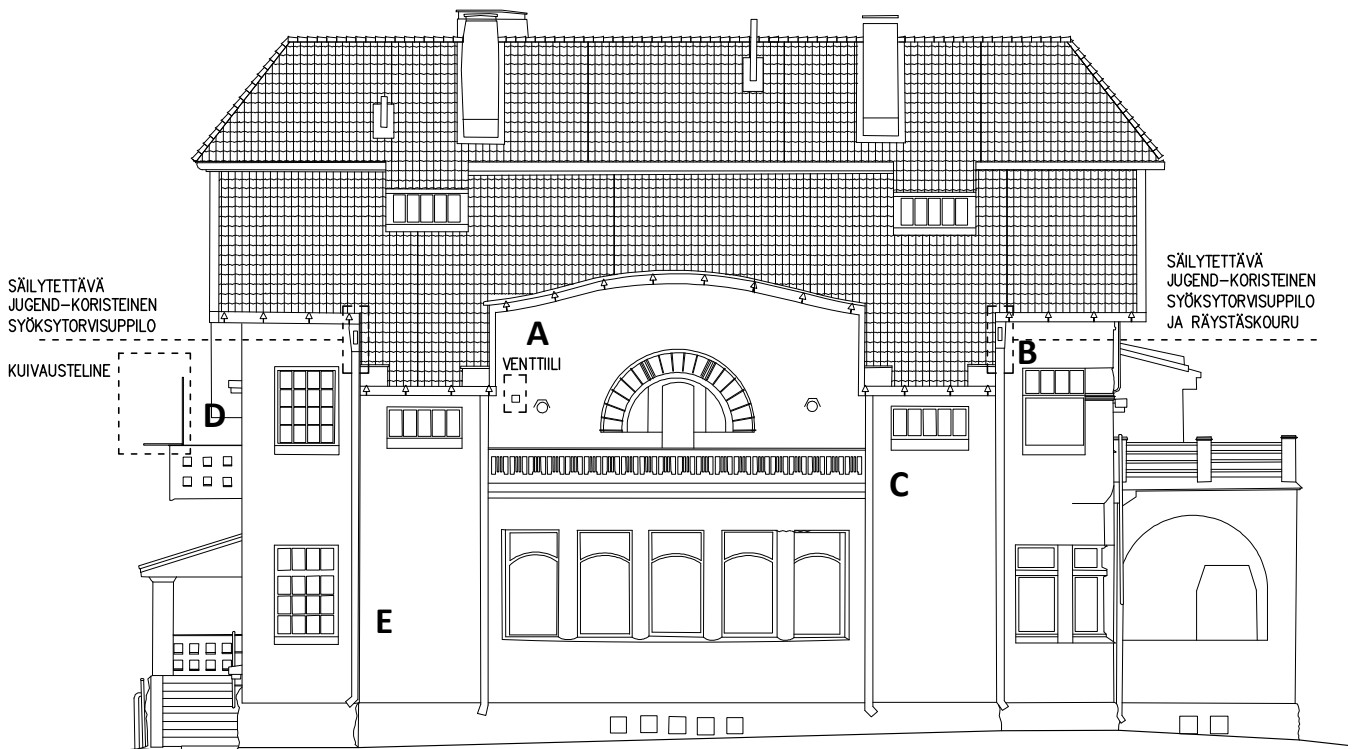 SÄILYTETTÄVÄ
JUGEND-KORISTEINEN
SYÖKSYTORVISUPPILO
KUIVAUSTELINE
D
A
VENTTIILI
E
C
B
SÄILYTETTÄVÄ
JUGEND-KORISTEINEN
SYÖKSYTORVISUPPILO
JA RÄYSTÄSKOURU